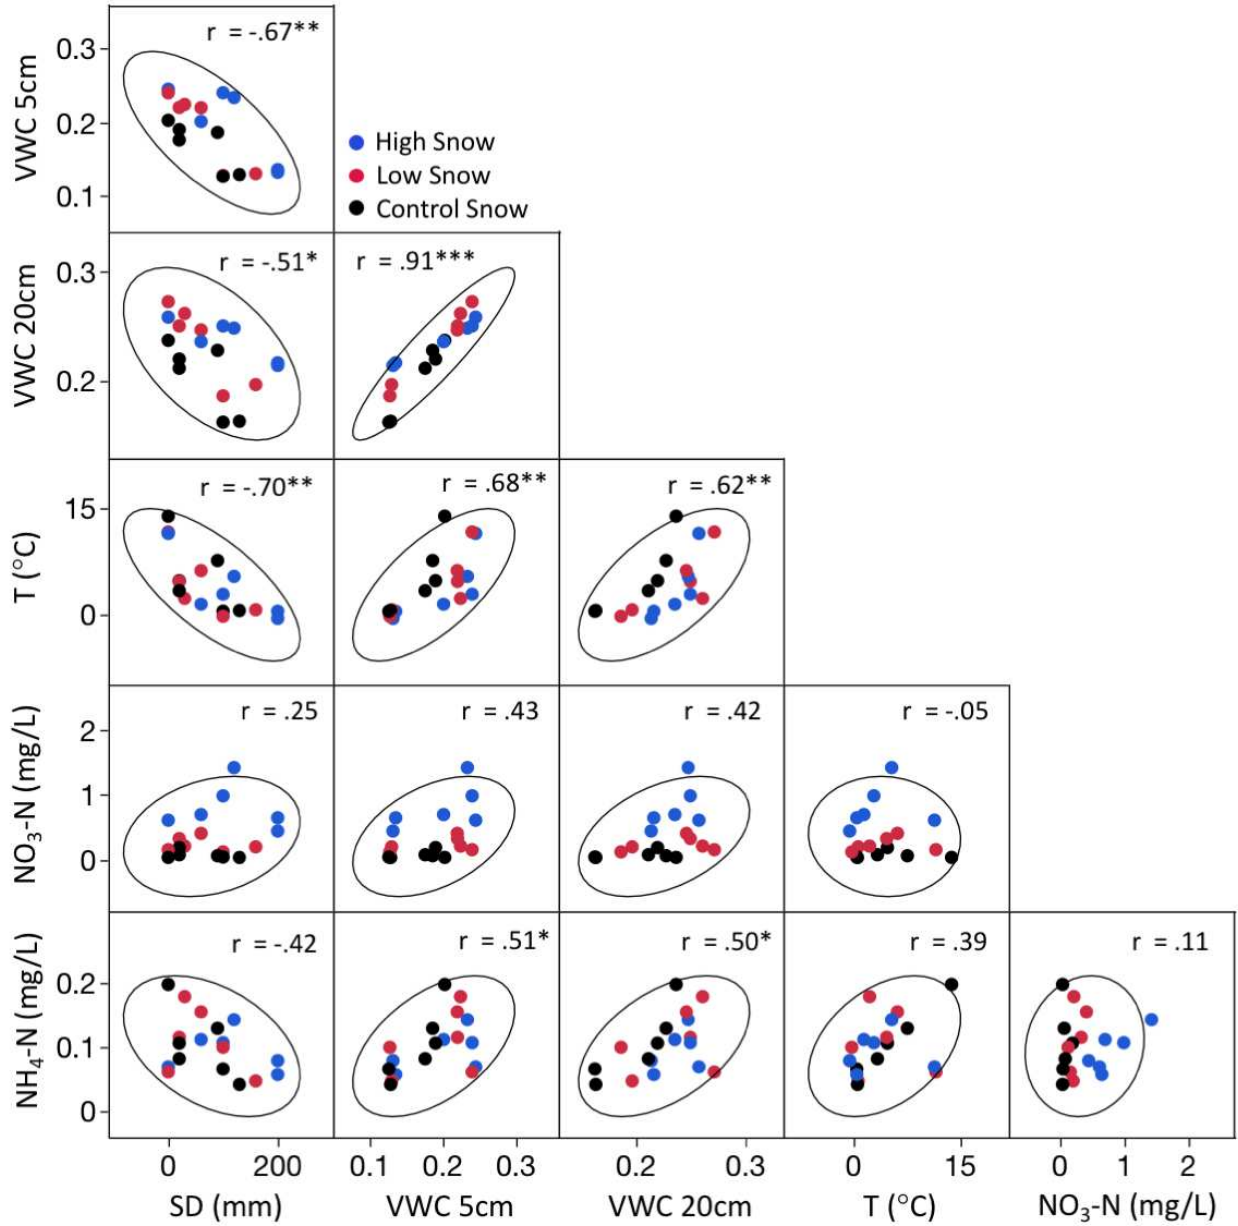 r = -.67**
0.3
0.2
0.1
VWC 5cm
High Snow
Low Snow
Control Snow
r = -.51*
r = .91***
0.3
0.2
VWC 20cm
r = -.70**
r = .68**
r = .62**
15
0
T (°C)
r = .25
r = .43
r = .42
r = -.05
2
1
0
NO₃-N (mg/L)
r = -.42
r = .51*
r = .50*
r = .39
r = .11
0.2
0.1
0
NH₄-N (mg/L)
0 200 0.1 0.2 0.3 0.2 0.3 0 15 0 1 2
SD (mm) VWC 5cm VWC 20cm T (°C) NO₃-N (mg/L)